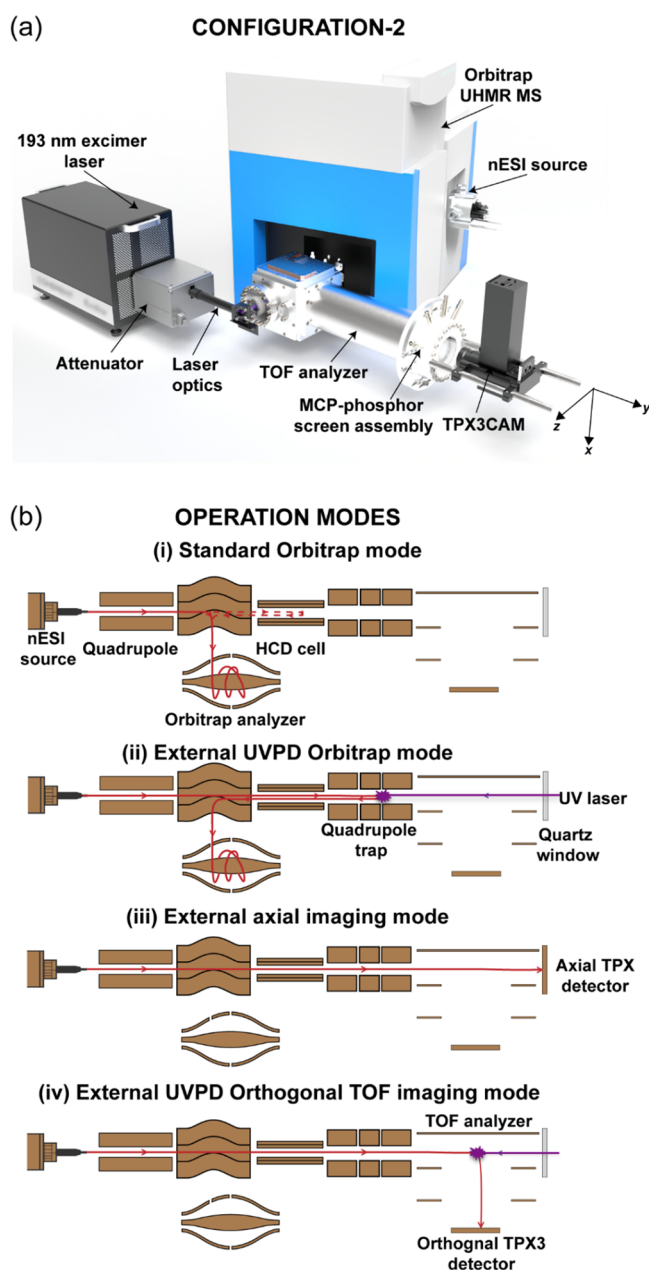 (a)
CONFIGURATION-2
Orbitrap
UHMR MS
193 nm excimer
laser
nESI source
Attenuator
Laser
optics
TOF analyzer
MCP-phosphor
screen assembly
TPX3CAM
y
z
x
(b)
OPERATION MODES
(i) Standard Orbitrap mode
nESI
source
Quadrupole
HCD cell
Orbitrap analyzer
(ii) External UVPD Orbitrap mode
UV laser
Quadrupole
trap
Quartz
window
(iii) External axial imaging mode
Axial TPX
detector
(iv) External UVPD Orthogonal TOF imaging mode
TOF analyzer
Orthognal TPX3
detector